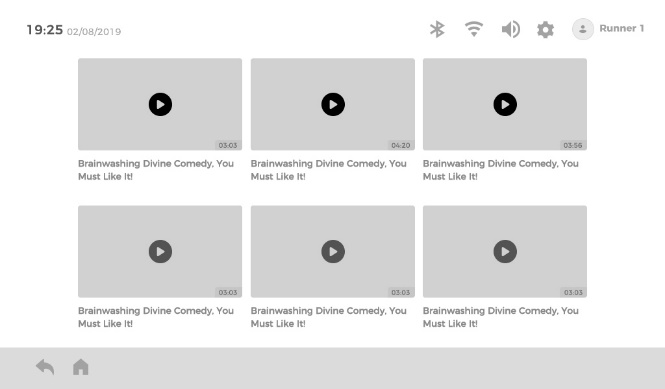 19:25 02/08/2019 Runner 1
03:03 04:20 03:56
Brainwashing Divine Comedy, You Brainwashing Divine Comedy, You Brainwashing Divine Comedy, You
Must Like It! Must Like It! Must Like It!
03:03 03:03 03:03
Brainwashing Divine Comedy, You Brainwashing Divine Comedy, You Brainwashing Divine Comedy, You
Must Like It! Must Like It! Must Like It!